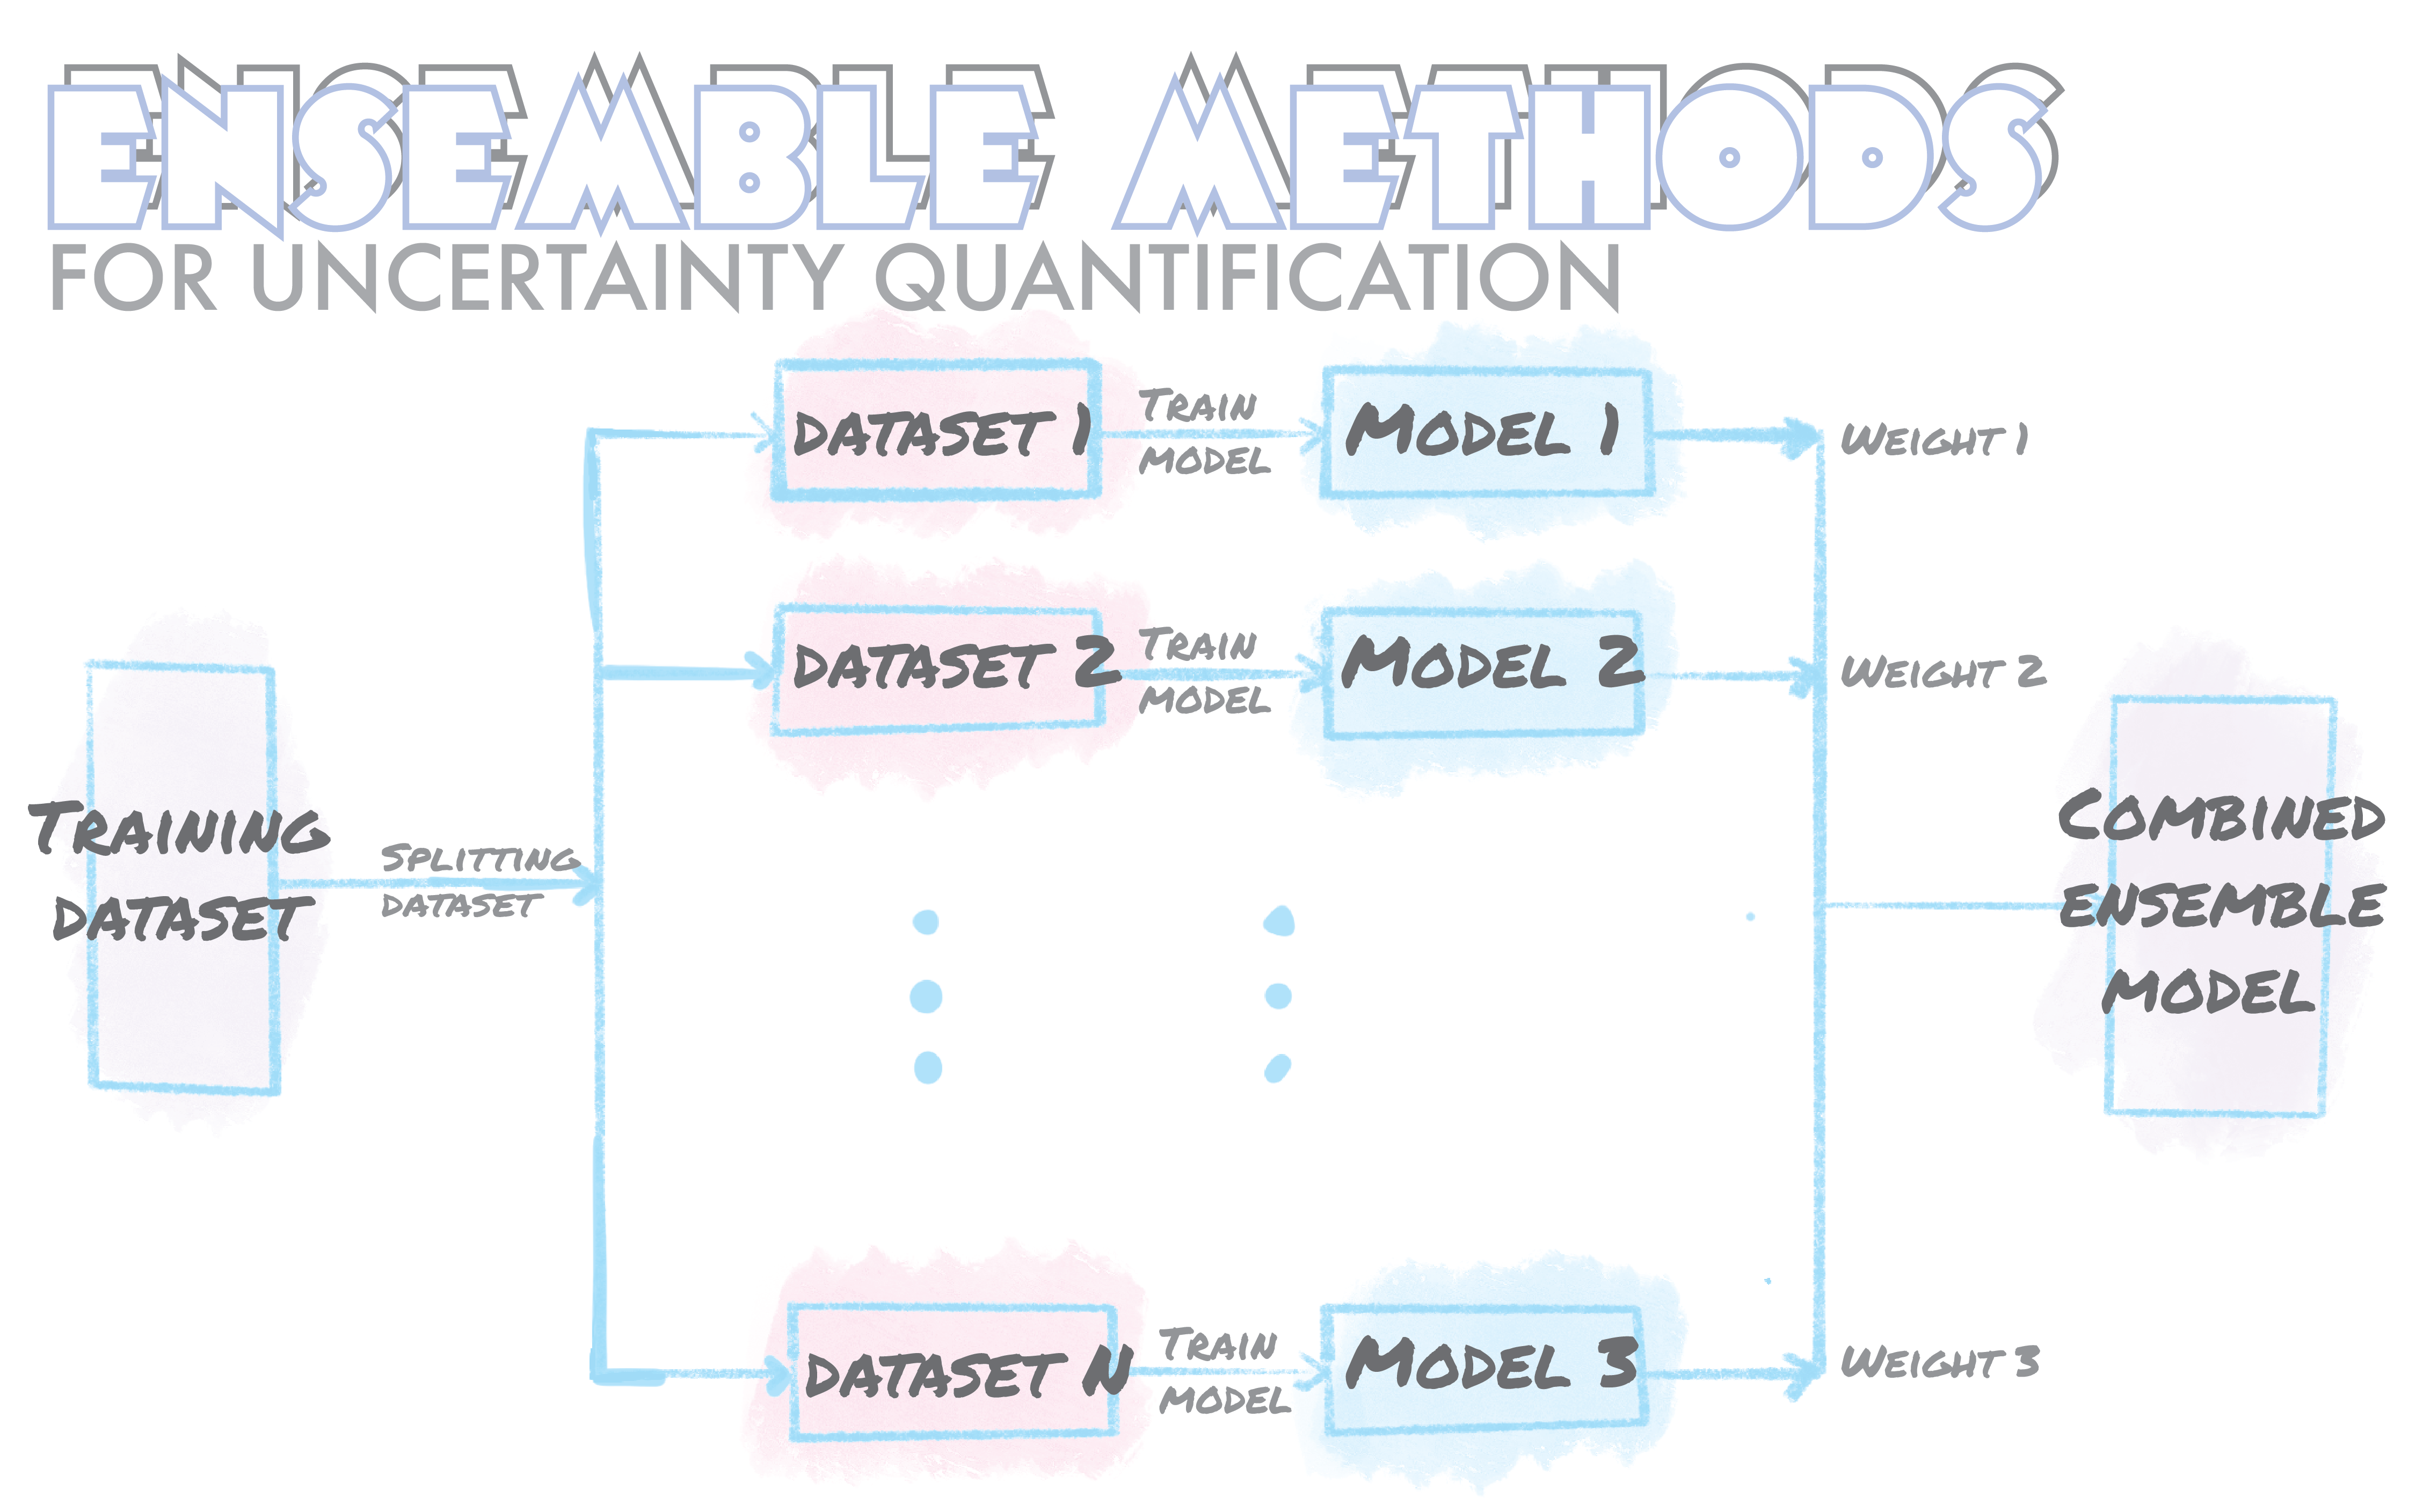 ENSEMBLE METHODS
FOR UNCERTAINTY QUANTIFICATION
TRAINING
DATASET
SPLITTING
DATASET
DATASET 1
TRAIN
MODEL
MODEL 1
WEIGHT 1
DATASET 2
TRAIN
MODEL
MODEL 2
WEIGHT 2
DATASET N
TRAIN
MODEL
MODEL 3
WEIGHT 3
COMBINED
ENSEMBLE
MODEL